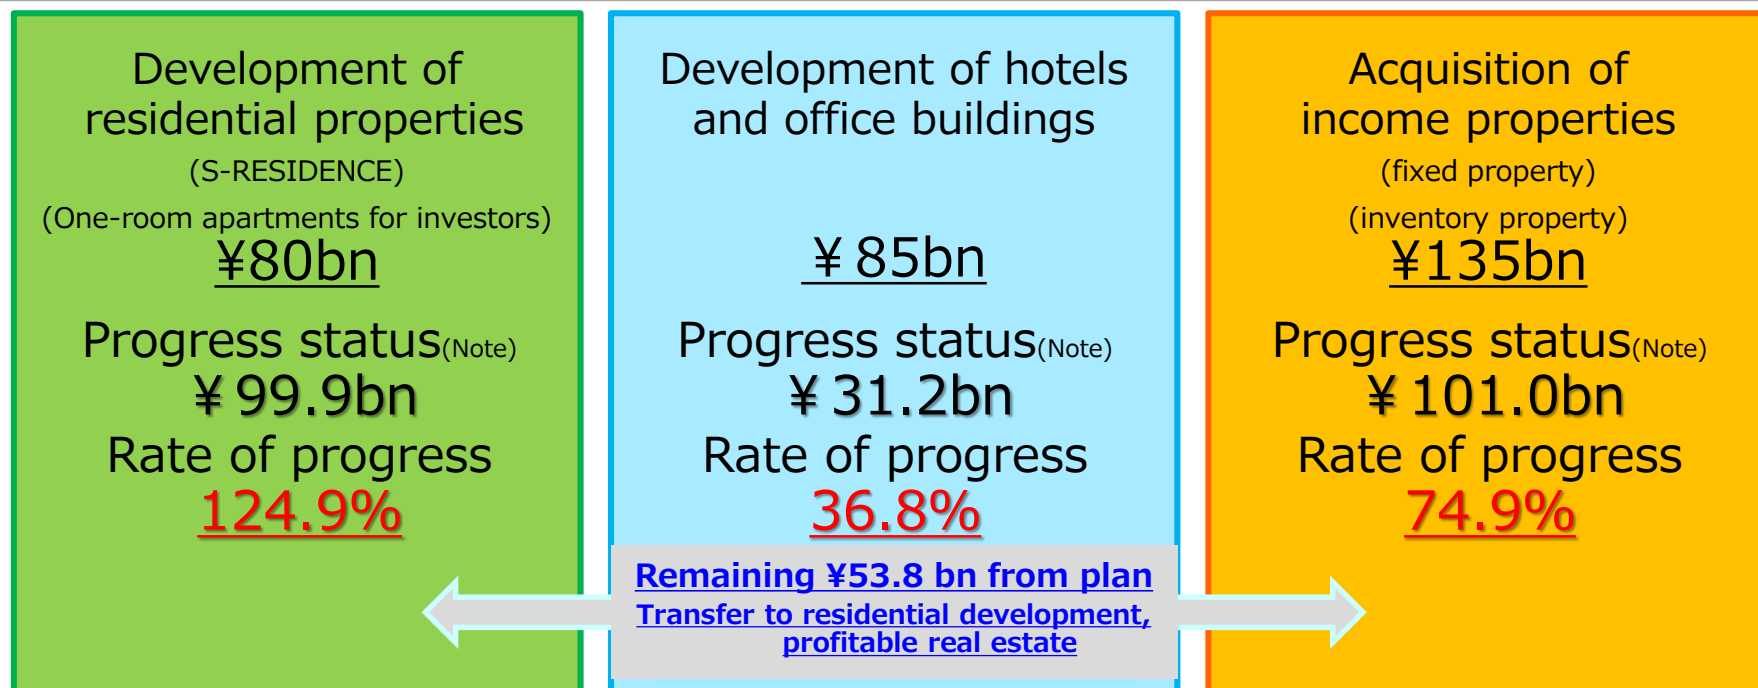 Development of
residential properties
(S-RESIDENCE)
(One-room apartments for investors)
¥80bn
Progress status(Note)
¥ 99.9bn
Rate of progress
124.9%
Development of hotels
and office buildings
¥ 85bn
Progress status(Note)
¥ 31.2bn
Rate of progress
36.8%
Remaining ¥53.8 bn from plan
Transfer to residential development,
profitable real estate
Acquisition of
income properties
(fixed property)
(inventory property)
¥135bn
Progress status(Note)
¥ 101.0bn
Rate of progress
74.9%